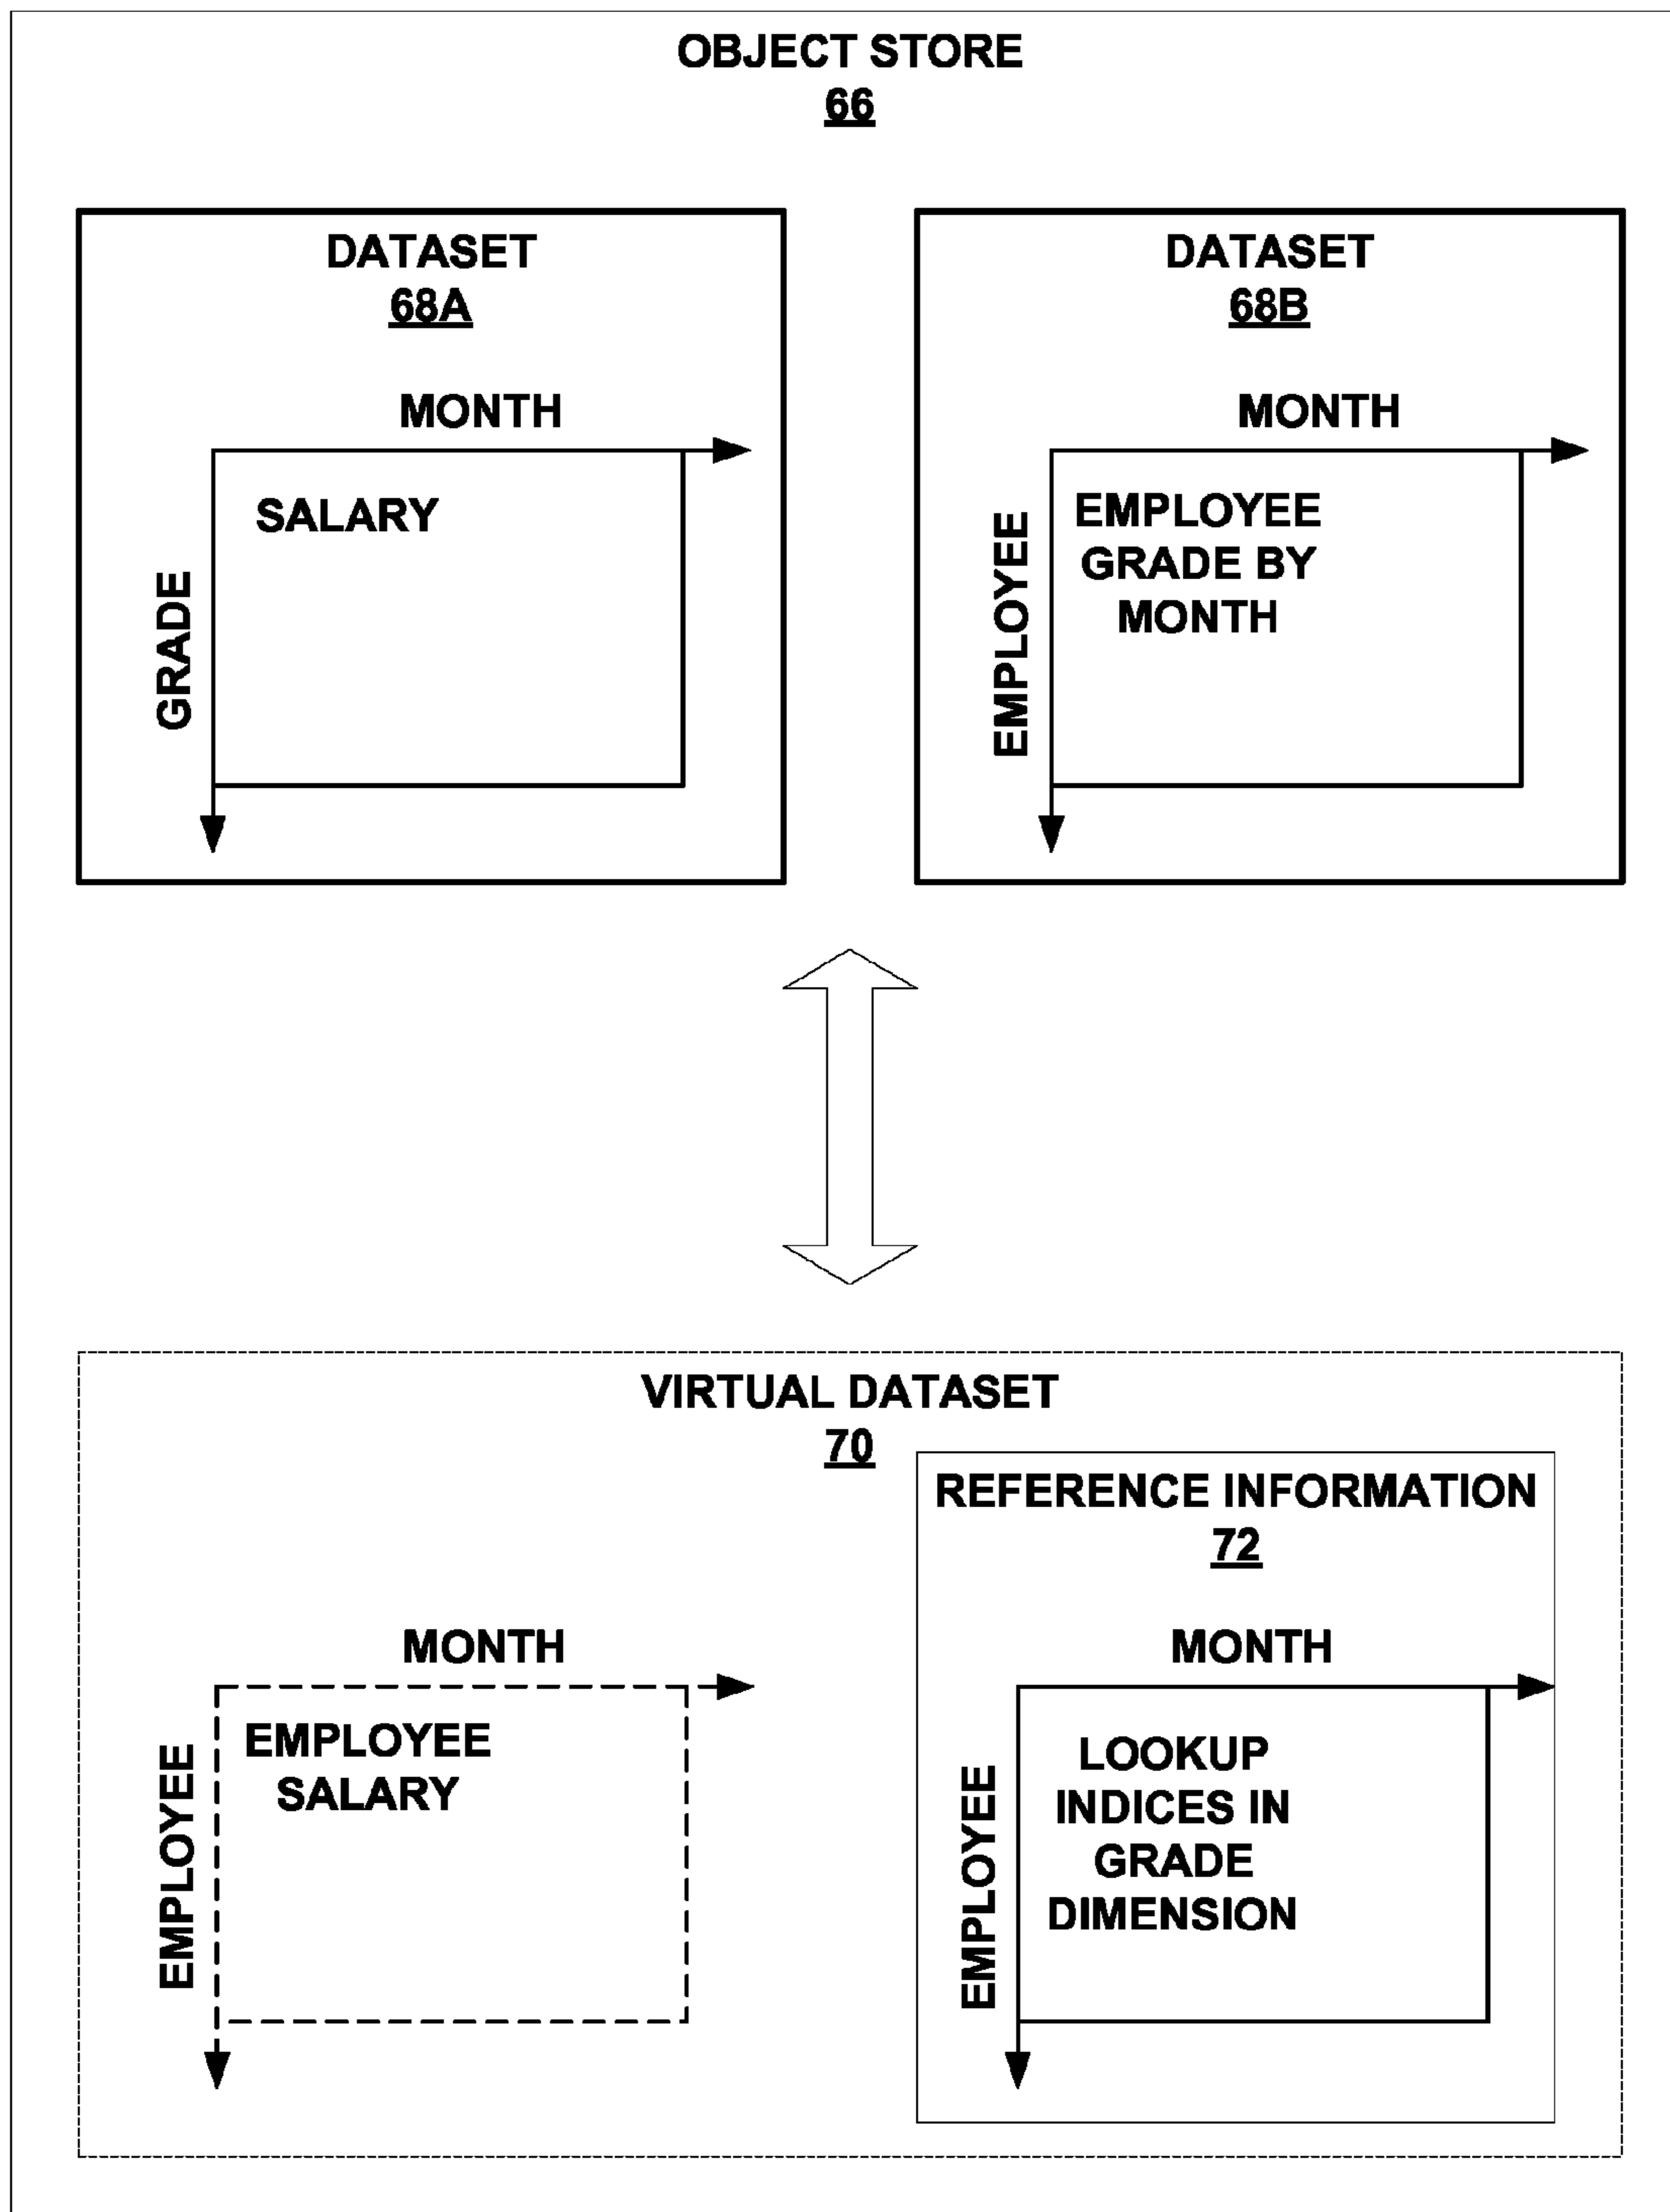 OBJECT STORE
66
DATASET
68A
MONTH
GRADE
SALARY
DATASET
68B
MONTH
EMPLOYEE
EMPLOYEE
GRADE BY
MONTH
VIRTUAL DATASET
70
MONTH
EMPLOYEE
EMPLOYEE
SALARY
REFERENCE INFORMATION
72
MONTH
EMPLOYEE
LOOKUP
INDICES IN
GRADE
DIMENSION